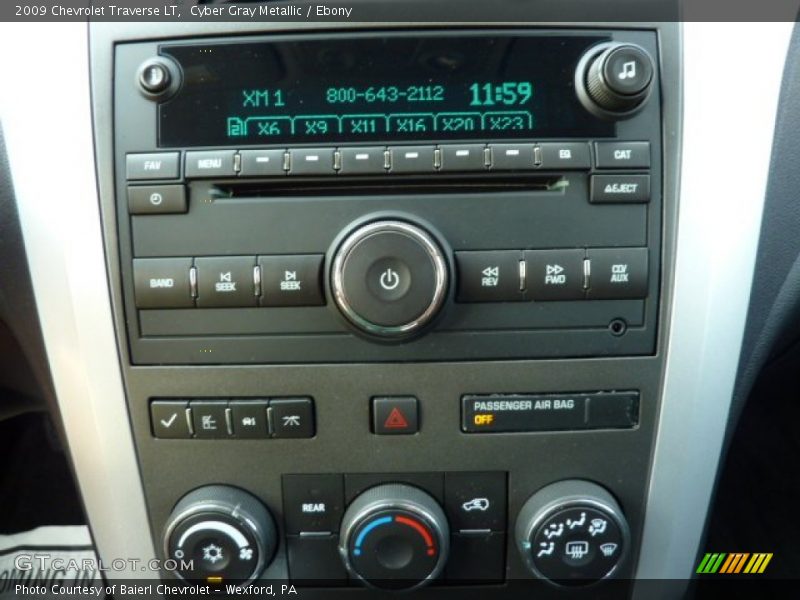 2009 Chevrolet Traverse LT, Cyber Gray Metallic / Ebony
XM 1 800-643-2112 11:59
X6 X9 X11 X16 X20 X23
FAV MENU EQ CAT
EJECT
BAND SEEK SEEK REV FWD CD/AUX
PASSENGER AIR BAG
OFF
REAR
GTCARLOT.COM
Photo Courtesy of Baierl Chevrolet - Wexford, PA